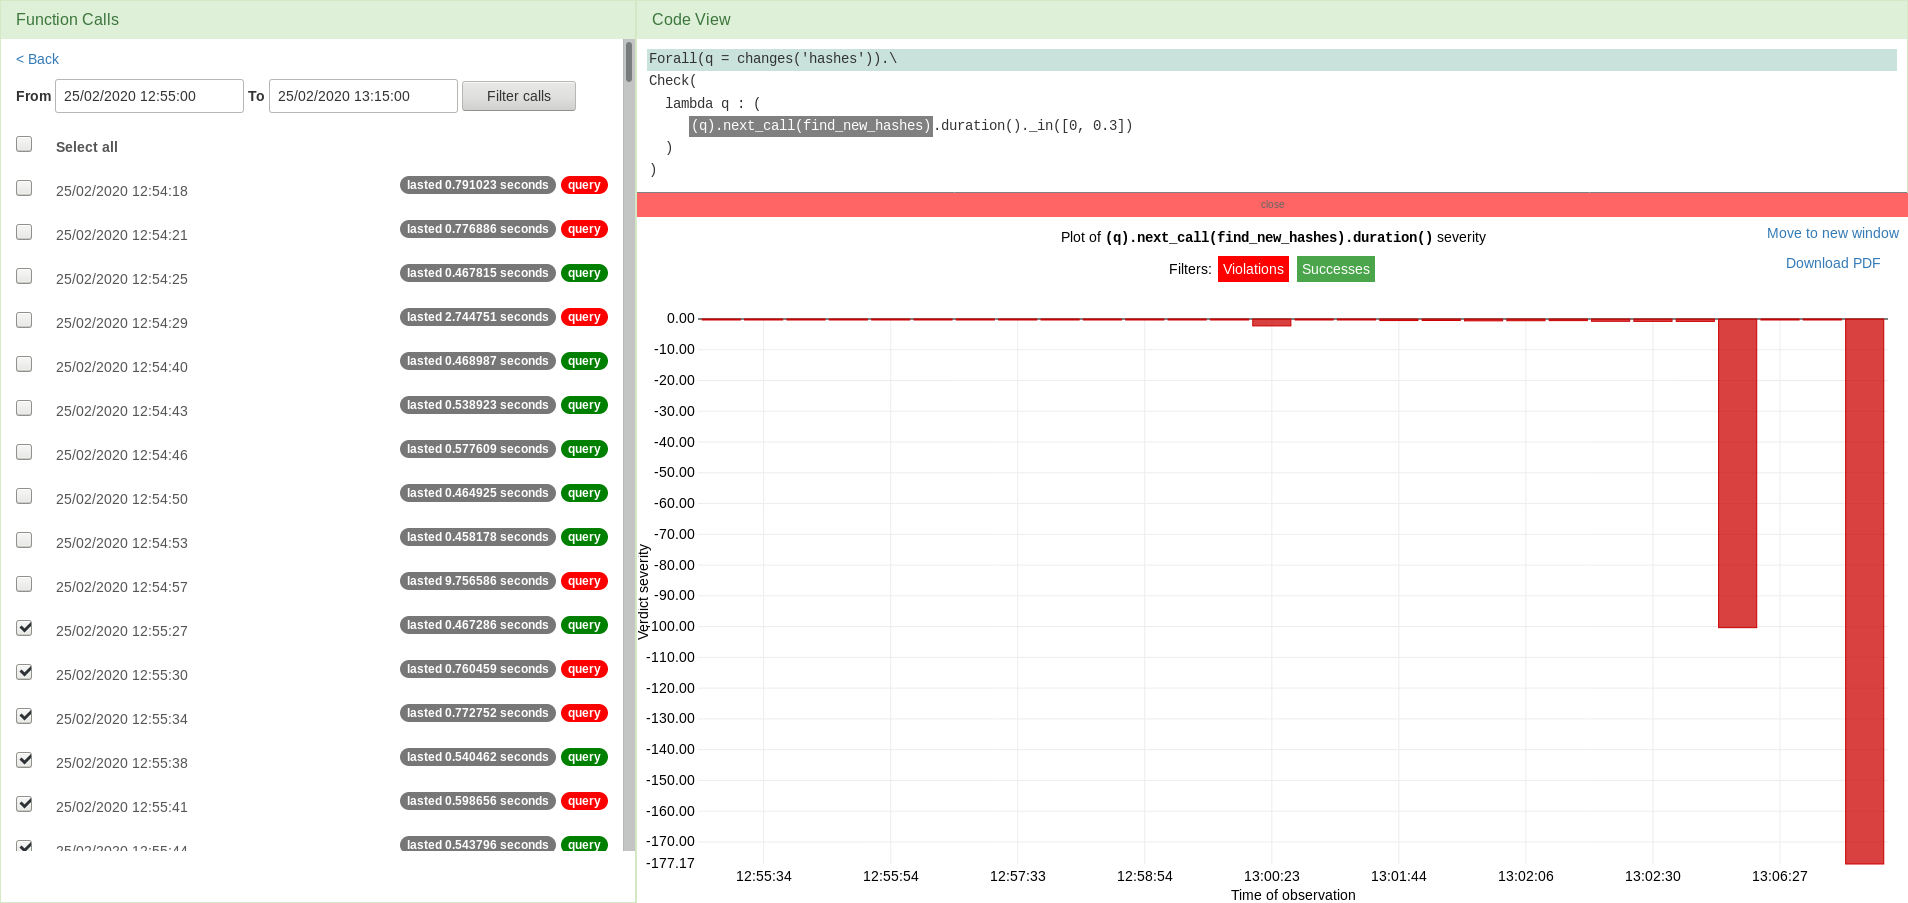 Function Calls
< Back
From 25/02/2020 12:55:00 To 25/02/2020 13:15:00 Filter calls
Select all
25/02/2020 12:54:18 lasted 0.791023 seconds query
25/02/2020 12:54:21 lasted 0.776886 seconds query
25/02/2020 12:54:25 lasted 0.467815 seconds query
25/02/2020 12:54:29 lasted 2.744751 seconds query
25/02/2020 12:54:40 lasted 0.468987 seconds query
25/02/2020 12:54:43 lasted 0.538923 seconds query
25/02/2020 12:54:46 lasted 0.577609 seconds query
25/02/2020 12:54:50 lasted 0.464925 seconds query
25/02/2020 12:54:53 lasted 0.458178 seconds query
25/02/2020 12:54:57 lasted 9.756586 seconds query
25/02/2020 12:55:27 lasted 0.467286 seconds query
25/02/2020 12:55:30 lasted 0.760459 seconds query
25/02/2020 12:55:34 lasted 0.772752 seconds query
25/02/2020 12:55:38 lasted 0.540462 seconds query
25/02/2020 12:55:41 lasted 0.598656 seconds query
25/02/2020 12:55:44 lasted 0.543796 seconds query
Code View
Forall(q = changes('hashes')).\
Check(
lambda q : (
(q).next_call(find_new_hashes).duration()._in([0, 0.3])
)
)
close
Plot of (q).next_call(find_new_hashes).duration() severity
Move to new window
Filters: Violations Successes
Download PDF
0.00
-10.00
-20.00
-30.00
-40.00
-50.00
-60.00
-70.00
-80.00
-90.00
-100.00
-110.00
-120.00
-130.00
-140.00
-150.00
-160.00
-170.00
-177.17
Verdict severity
12:55:34 12:55:54 12:57:33 12:58:54 13:00:23 13:01:44 13:02:06 13:02:30 13:06:27
Time of observation